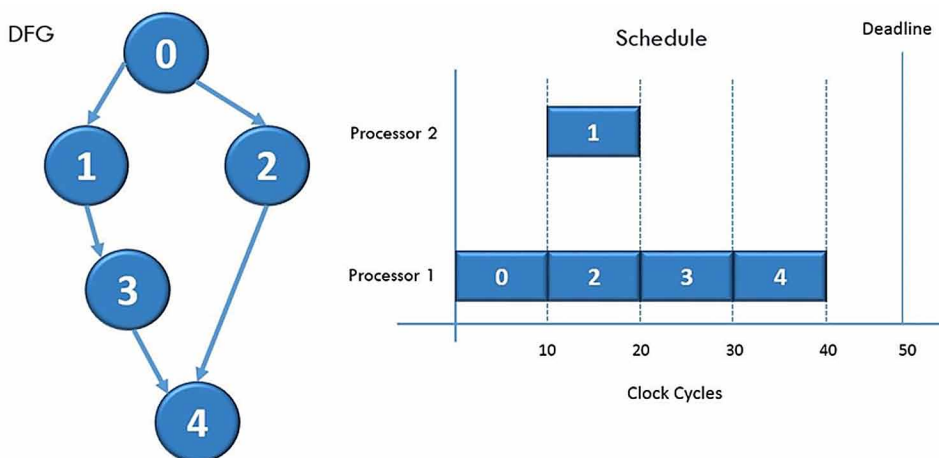 DFG
0
1
2
3
4
Schedule
Deadline
Processor 2
1
Processor 1
0 2 3 4
10 20 30 40 50
Clock Cycles